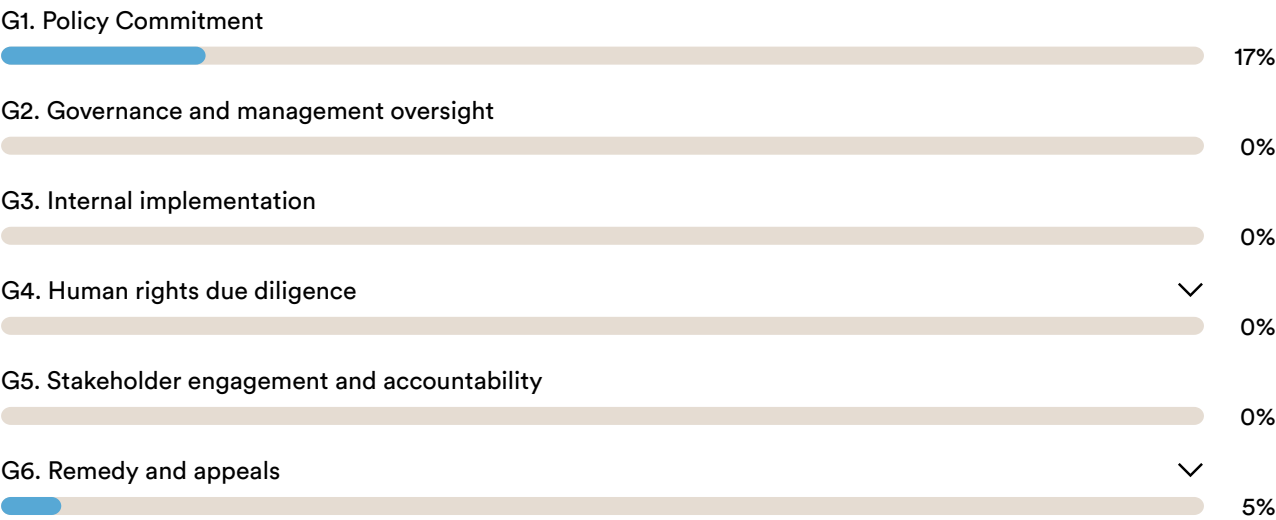 G1. Policy Commitment
17%
G2. Governance and management oversight
0%
G3. Internal implementation
0%
G4. Human rights due diligence
0%
G5. Stakeholder engagement and accountability
0%
G6. Remedy and appeals
5%